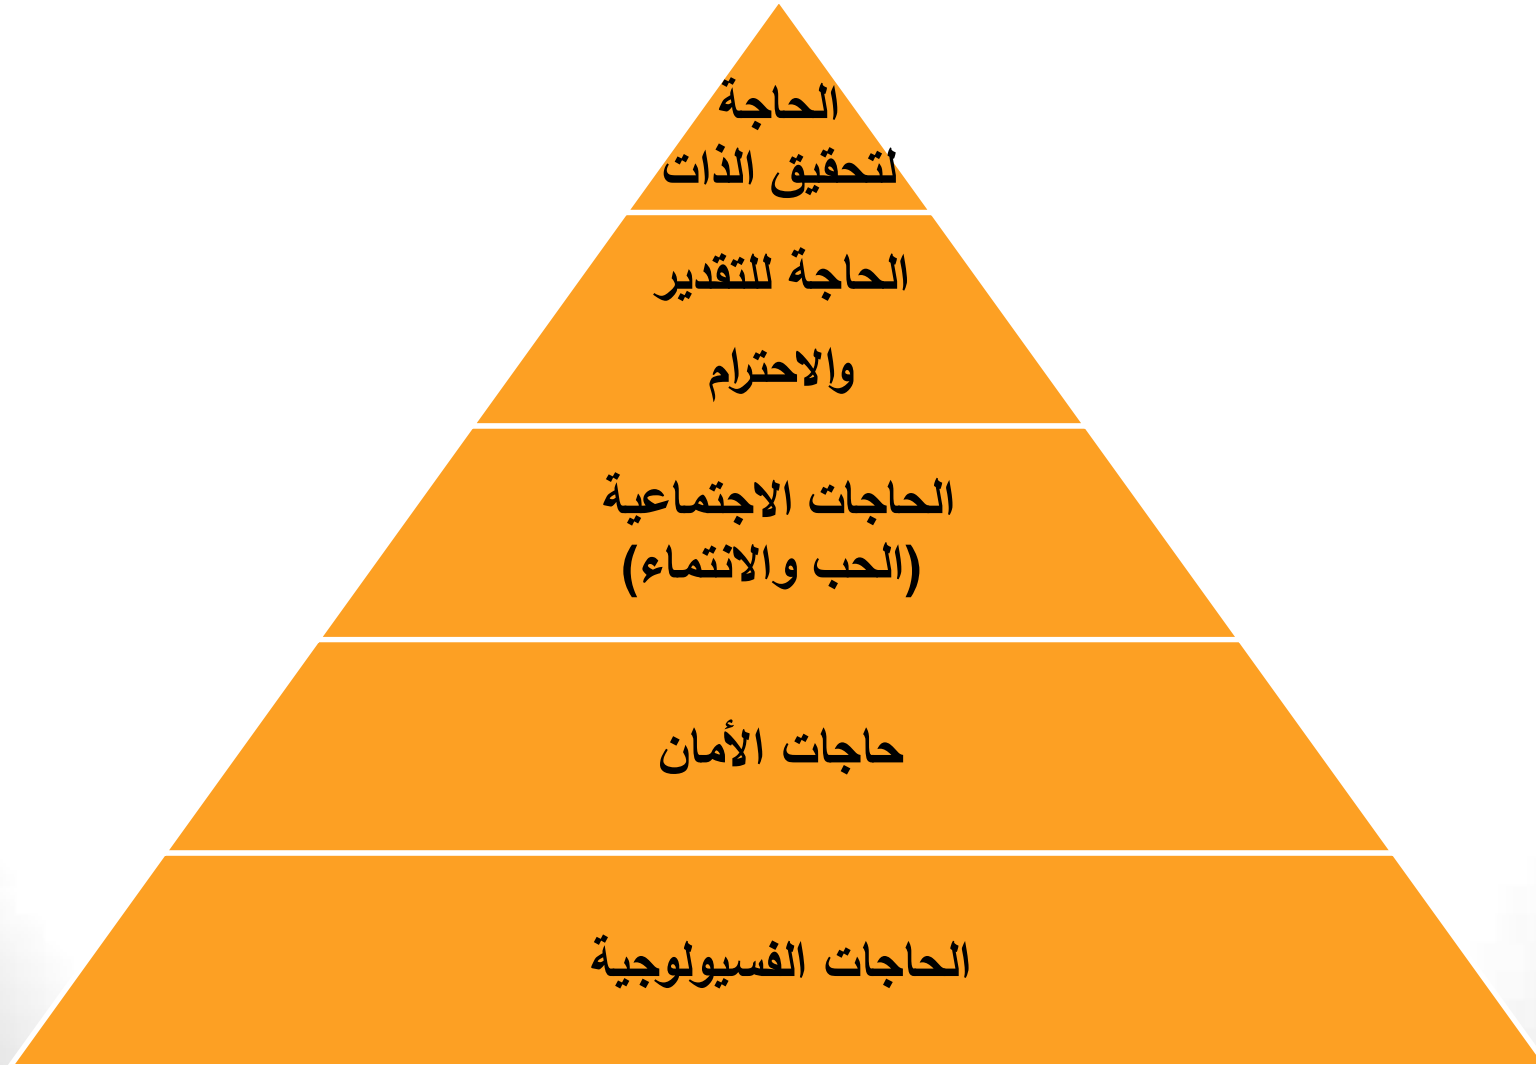 الحاجة
لتحقيق الذات
الحاجة للتقدير
والاحترام
الحاجات الاجتماعية
(الحب والانتماء)
حاجات الأمان
الحاجات الفسيولوجية